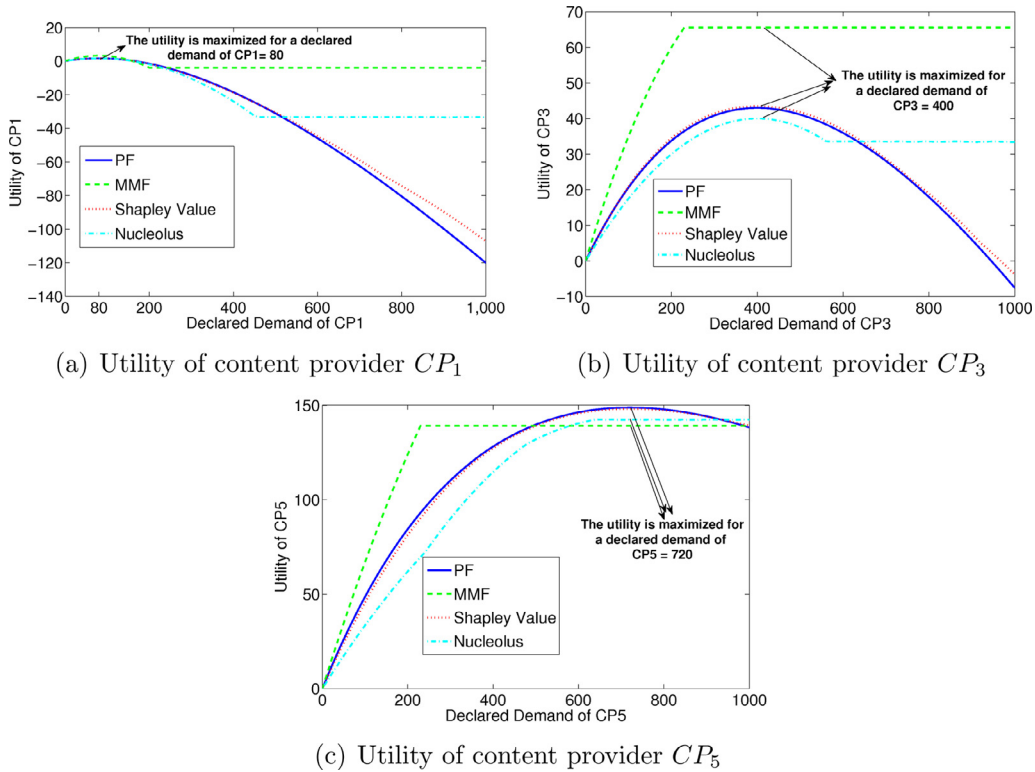 20
0
−20
−40
−60
−80
−100
−120
−140
Utility of CP1
The utility is maximized for a declared
demand of CP1= 80
PF
MMF
Shapley Value
Nucleolus
0 80 200 400 600 800 1,000
Declared Demand of CP1
(a) Utility of content provider CP1
70
60
50
40
30
20
10
0
−10
Utility of CP3
The utility is maximized for
a declared demand of
CP3 = 400
PF
MMF
Shapley Value
Nucleolus
0 200 400 600 800 1000
Declared Demand of CP3
(b) Utility of content provider CP3
150
100
50
0
Utility of CP5
The utility is maximized for
a declared demand of
CP5 = 720
PF
MMF
Shapley Value
Nucleolus
0 200 400 600 800 1000
Declared Demand of CP5
(c) Utility of content provider CP5